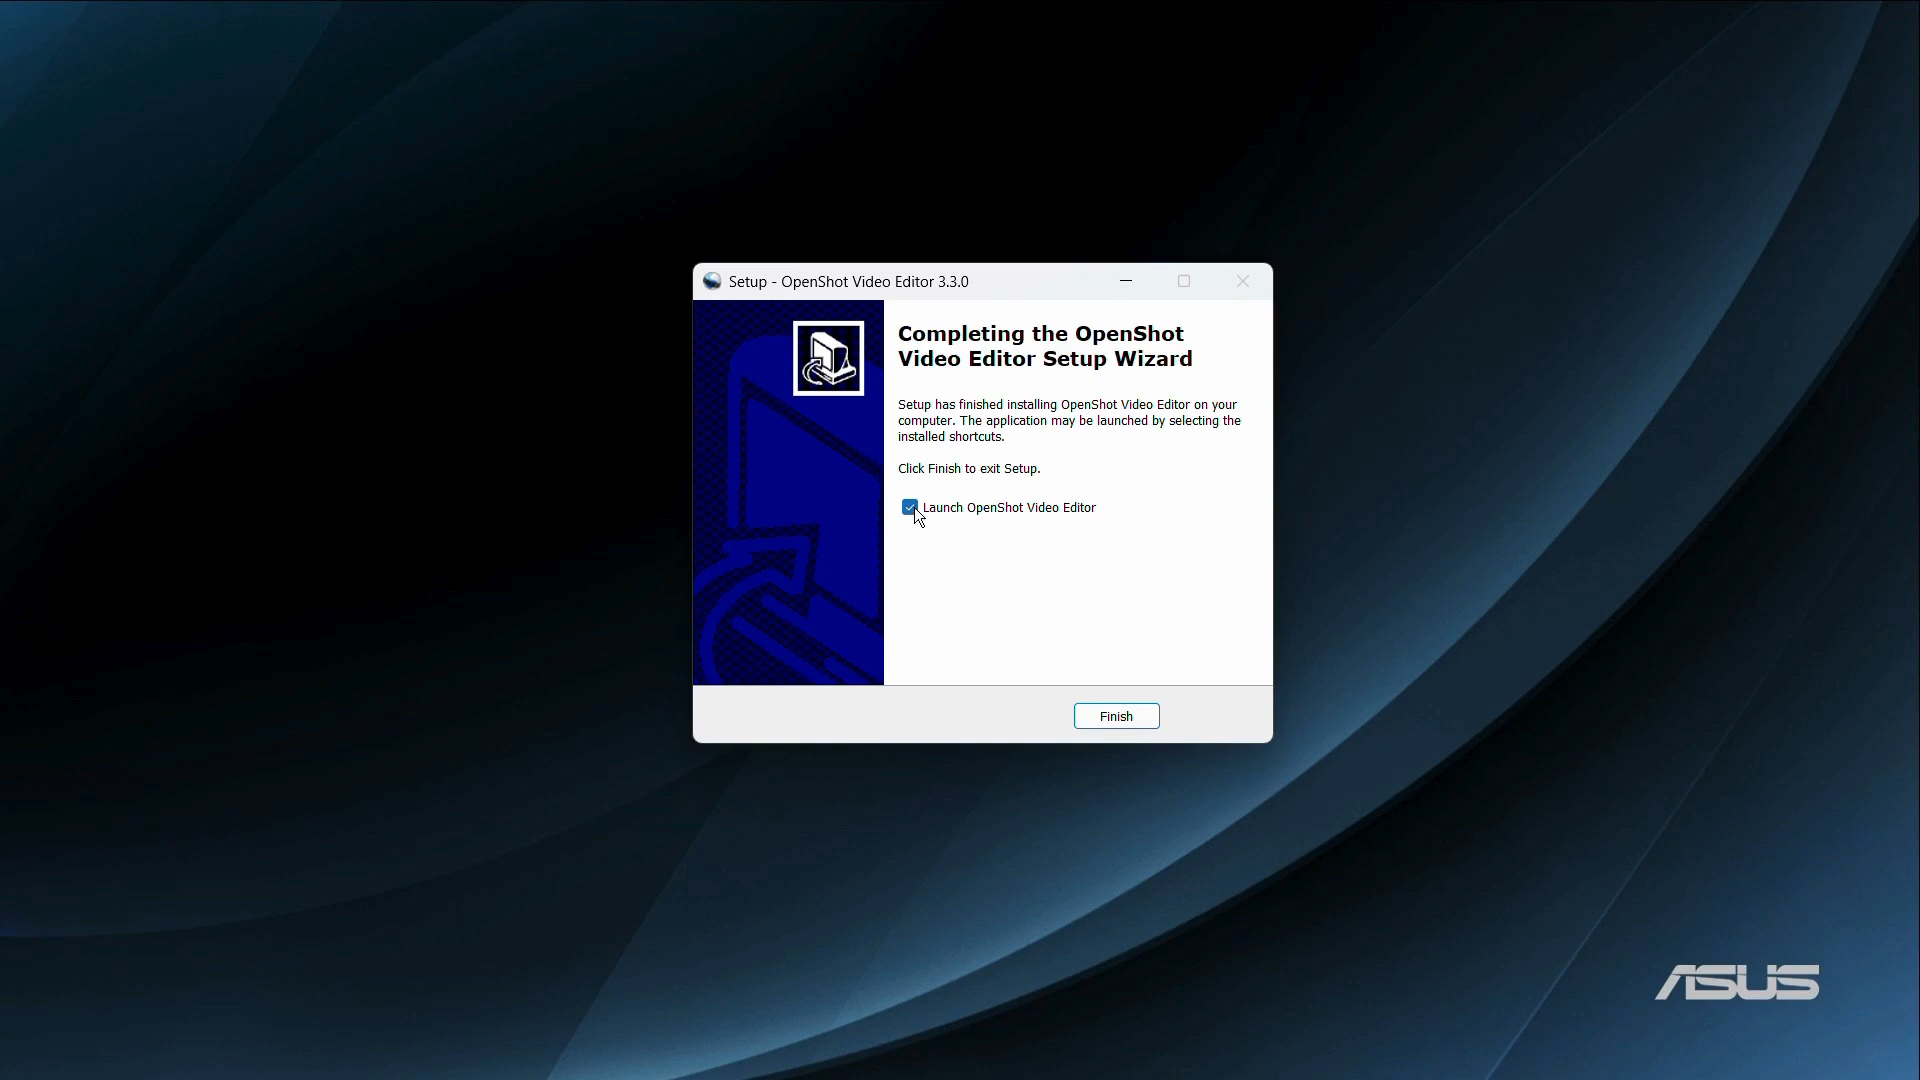 Setup - OpenShot Video Editor 3.3.0
Completing the OpenShot
Video Editor Setup Wizard
Setup has finished installing OpenShot Video Editor on your
computer. The application may be launched by selecting the
installed shortcuts.
Click Finish to exit Setup.
Launch OpenShot Video Editor
Finish
ASUS